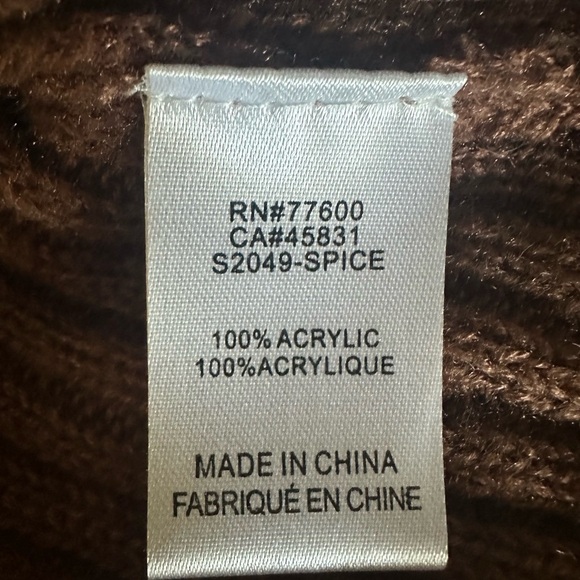 RN#77600
CA#45831
S2049-SPICE
100% ACRYLIC
100%ACRYLIQUE
MADE IN CHINA
FABRIQUÉ EN CHINE